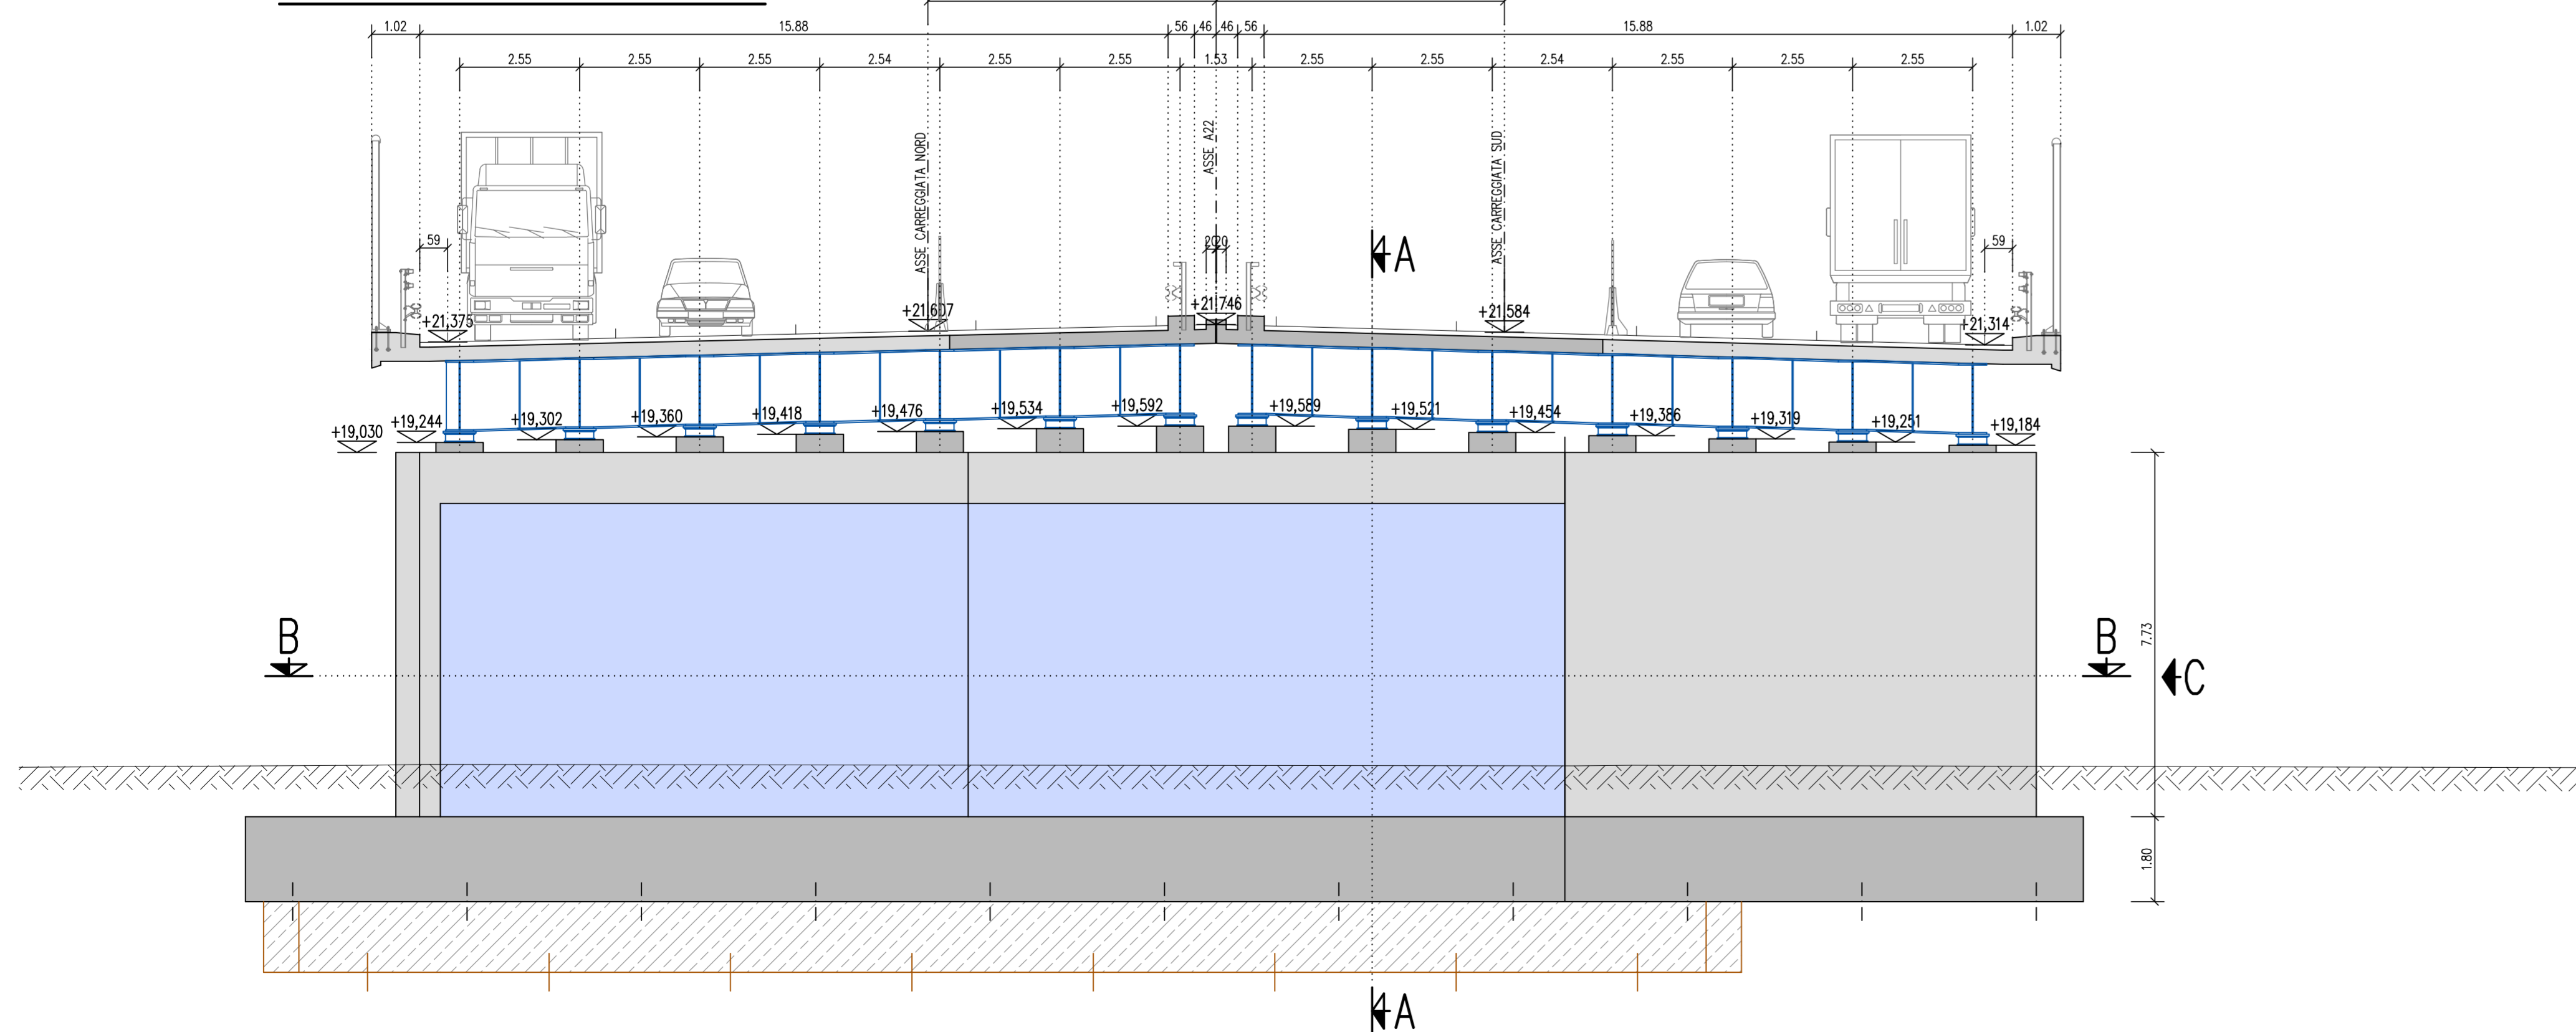 1.02 15.88 56 46 46 56 15.88 1.02
2.55 2.55 2.55 2.54 2.55 2.55 1.53 2.55 2.55 2.54 2.55 2.55 2.55
ASSE CARREGGIATA NORD
ASSE A22
ASSE CARREGGIATA SUD
59 2020 A 59
+21,375 +21,607 +21,746 +21,584 +21,314
+19,030 +19,244 +19,302 +19,360 +19,418 +19,476 +19,534 +19,592 +19,589 +19,521 +19,454 +19,386 +19,319 +19,251 +19,184
7.73
B B
C
1.80
A